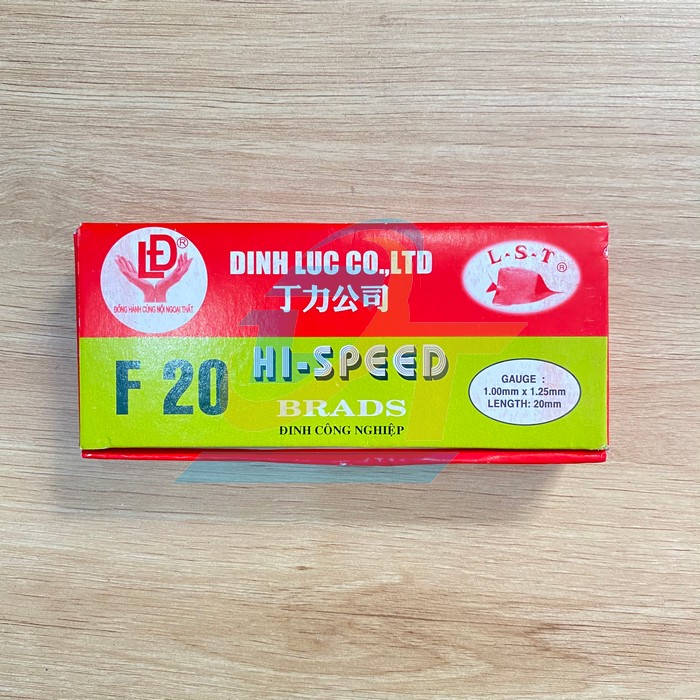 LĐ®
ĐỒNG HÀNH CÙNG NỘI NGOẠI THẤT
DINH LUC CO.,LTD
丁力公司
L.S.T
®
F 20
HI-SPEED
BRADS
ĐINH CÔNG NGHIỆP
GAUGE :
1.00mm x 1.25mm
LENGTH: 20mm